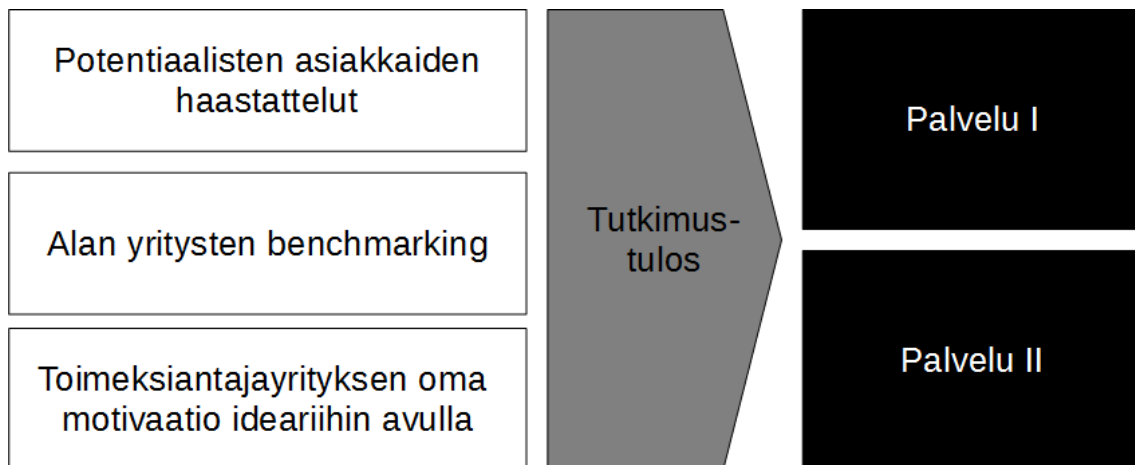 Potentiaalisten asiakkaiden
haastattelut
Alan yritysten benchmarking
Toimeksiantajayrityksen oma
motivaatio ideariihin avulla
Tutkimus-
tulos
Palvelu I
Palvelu II